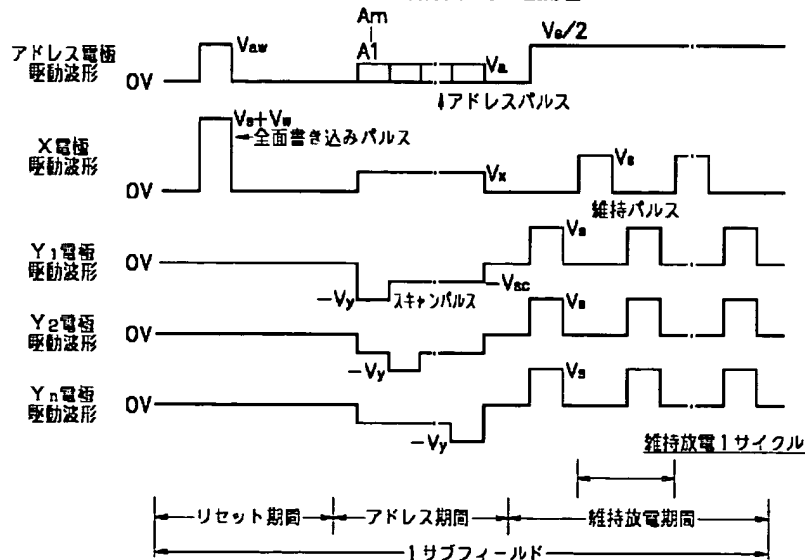 Am
A1
アドレス電極
駆動波形
0V
Vaw
Va
Vs/2
アドレスパルス
X電極
駆動波形
0V
Vs+Vw
全面書き込みパルス
Vx
Vs
維持パルス
Y1電極
駆動波形
0V
-Vy
スキャンパルス
-Vsc
Vs
Y2電極
駆動波形
0V
-Vy
Vs
Yn電極
駆動波形
0V
-Vy
Vs
維持放電1サイクル
リセット期間
アドレス期間
維持放電期間
1サブフィールド